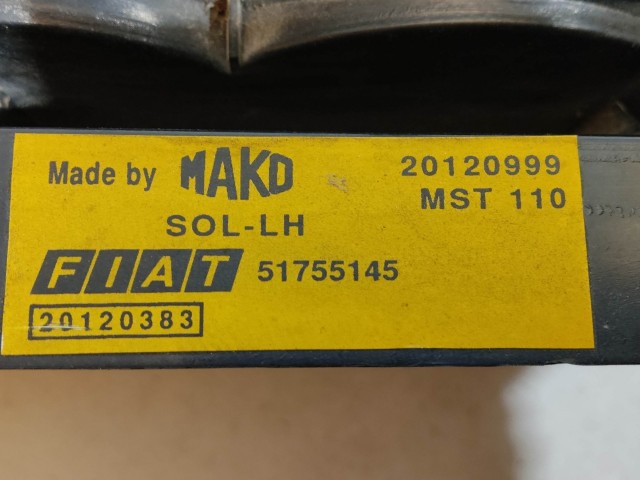 Made by MAKO 20120999
MST 110
SOL-LH
FIAT 51755145
20120383